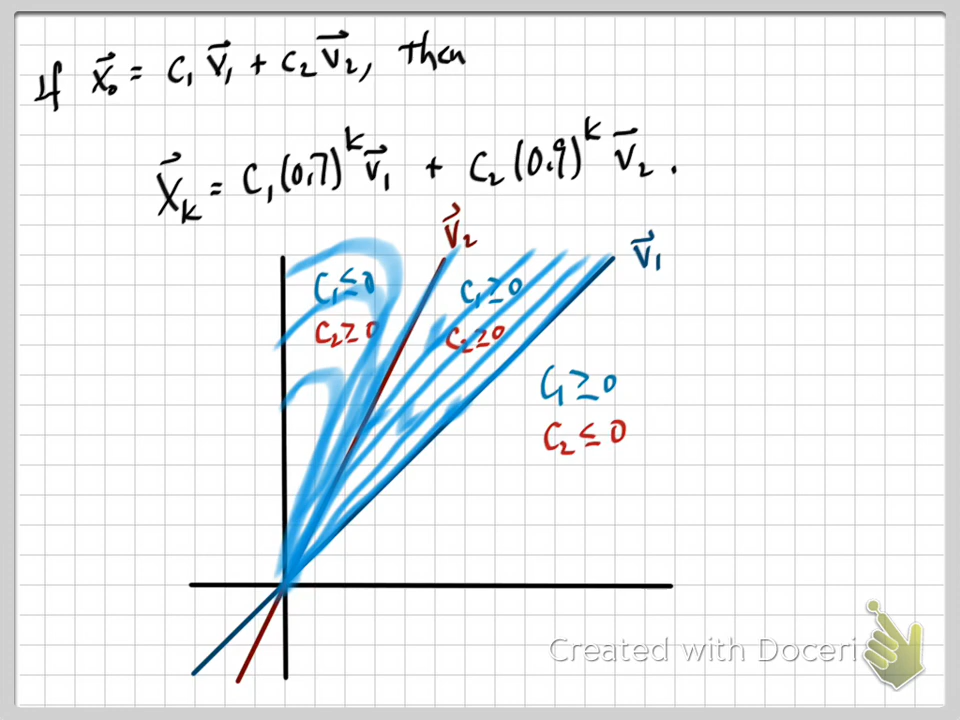 If x⃗₀ = C₁ v⃗₁ + C₂ v⃗₂, then
x⃗ₖ = C₁(0.7)ᵏ v⃗₁ + C₂(0.9)ᵏ v⃗₂.
v⃗₂
v⃗₁
C₁ ≤ 0
C₂ ≥ 0
C₁ ≥ 0
C₂ ≥ 0
C₁ ≥ 0
C₂ ≤ 0
Created with Doceri